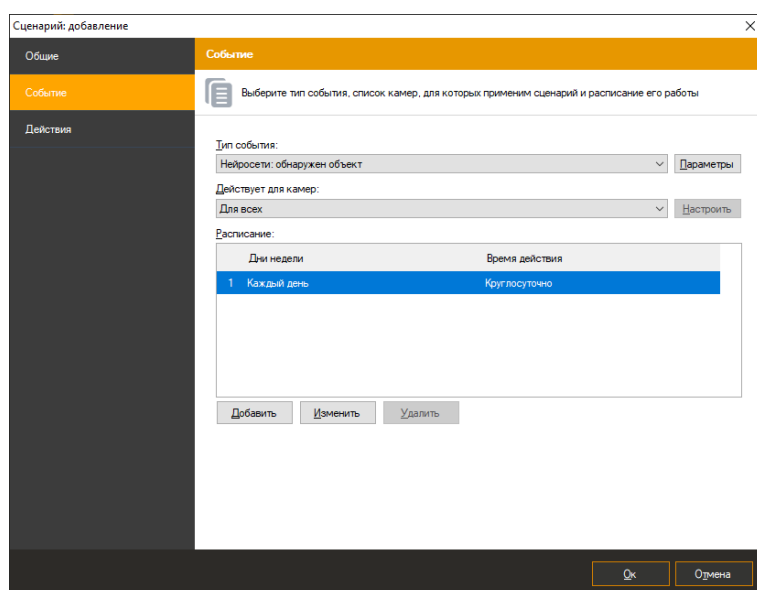 Сценарий: добавление
Общие
Событие
Действия
Событие
Выберите тип события, список камер, для которых применим сценарий и расписание его работы
Тип события:
Нейросети: обнаружен объект
Параметры
Действует для камер:
Для всех
Настроить
Расписание:
Дни недели Время действия
1 Каждый день Круглосуточно
Добавить Изменить Удалить
Ок Отмена